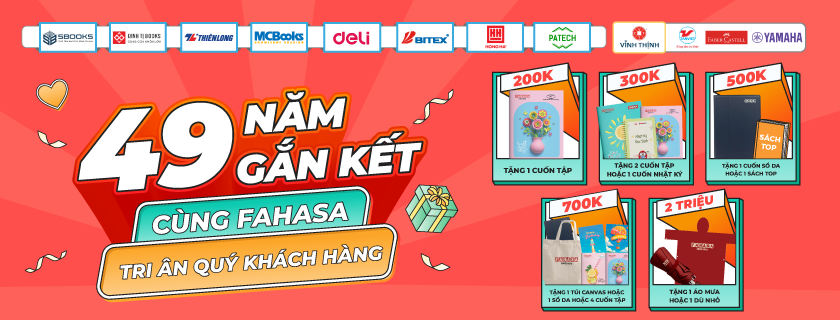 SBOOKS
ĐINH TỊ BOOKS
THIÊN LONG
MCBooks
deli
BITEX
HỒNG HÀ
PATECH
VĨNH THỊNH
FABER-CASTELL
YAMAHA
49 NĂM
GẮN KẾT
CÙNG FAHASA
TRI ÂN QUÝ KHÁCH HÀNG
200K
TẶNG 1 CUỐN TẬP
300K
TẶNG 2 CUỐN TẬP
HOẶC 1 CUỐN NHẬT KÝ
500K
SÁCH
TOP
TẶNG 1 CUỐN SỔ DA
HOẶC 1 SÁCH TOP
700K
TẶNG 1 TÚI CANVAS HOẶC
1 SỔ DA HOẶC 4 CUỐN TẬP
2 TRIỆU
FAHASA
TẶNG 1 ÁO MƯA
HOẶC 1 DÙ NHỎ